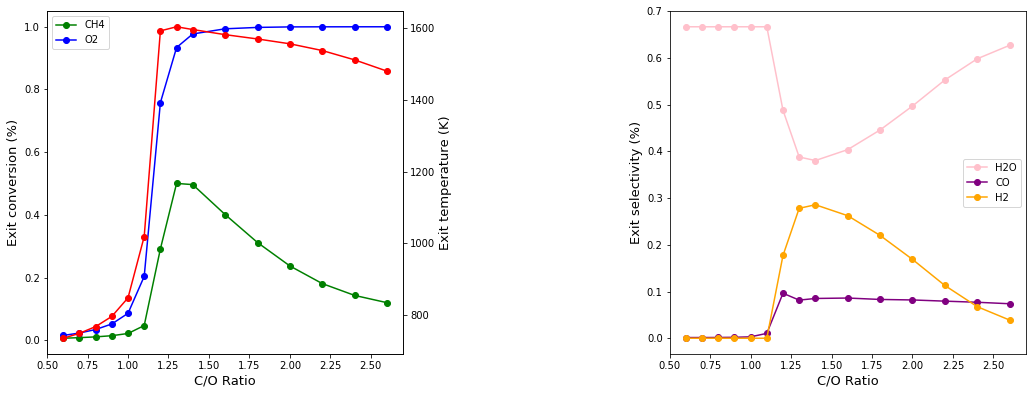 CH4
O2
1.0
0.8
0.6
0.4
0.2
0.0
Exit conversion (%)
0.50 0.75 1.00 1.25 1.50 1.75 2.00 2.25 2.50
C/O Ratio
1600
1400
1200
1000
800
Exit temperature (K)
0.7
0.6
0.5
0.4
0.3
0.2
0.1
0.0
Exit selectivity (%)
H2O
CO
H2
0.50 0.75 1.00 1.25 1.50 1.75 2.00 2.25 2.50
C/O Ratio